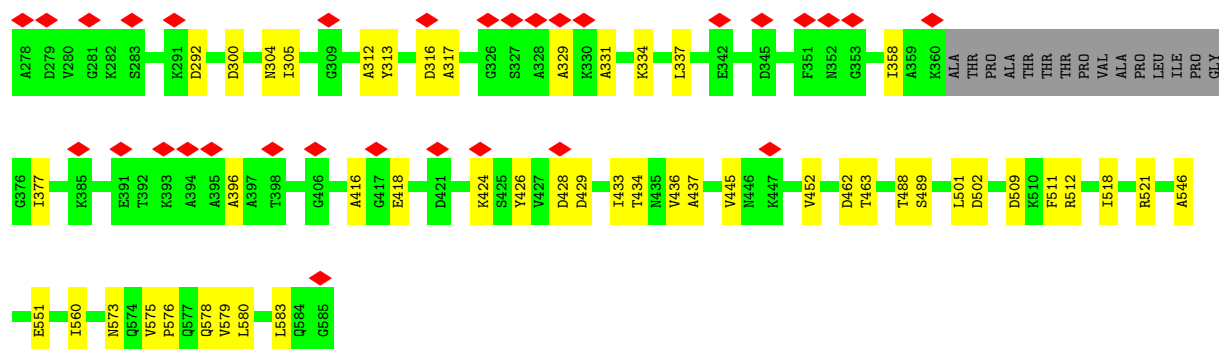 A278 D279 V280 G281 K282 S283 K291 D292 D300 N304 I305 G309 A312 Y313 D316 A317 G326 S327 A328 A329 K330 A331 K334 L337 E342 D345 F351 N352 G353 I358 A359 K360 ALA THR PRO ALA THR THR THR PRO VAL ALA PRO LEU ILE PRO GLY
G376 I377 K385 E391 T392 K393 A394 A395 A396 A397 T398 G406 A416 G417 E418 D421 K424 S425 Y426 V427 D428 D429 I433 T434 N435 V436 A437 V445 N446 K447 V452 D462 T463 T488 S489 L501 D502 D509 K510 F511 R512 I518 R521 A546
E551 I560 N573 Q574 V575 P576 Q577 Q578 V579 L580 L583 Q584 G585